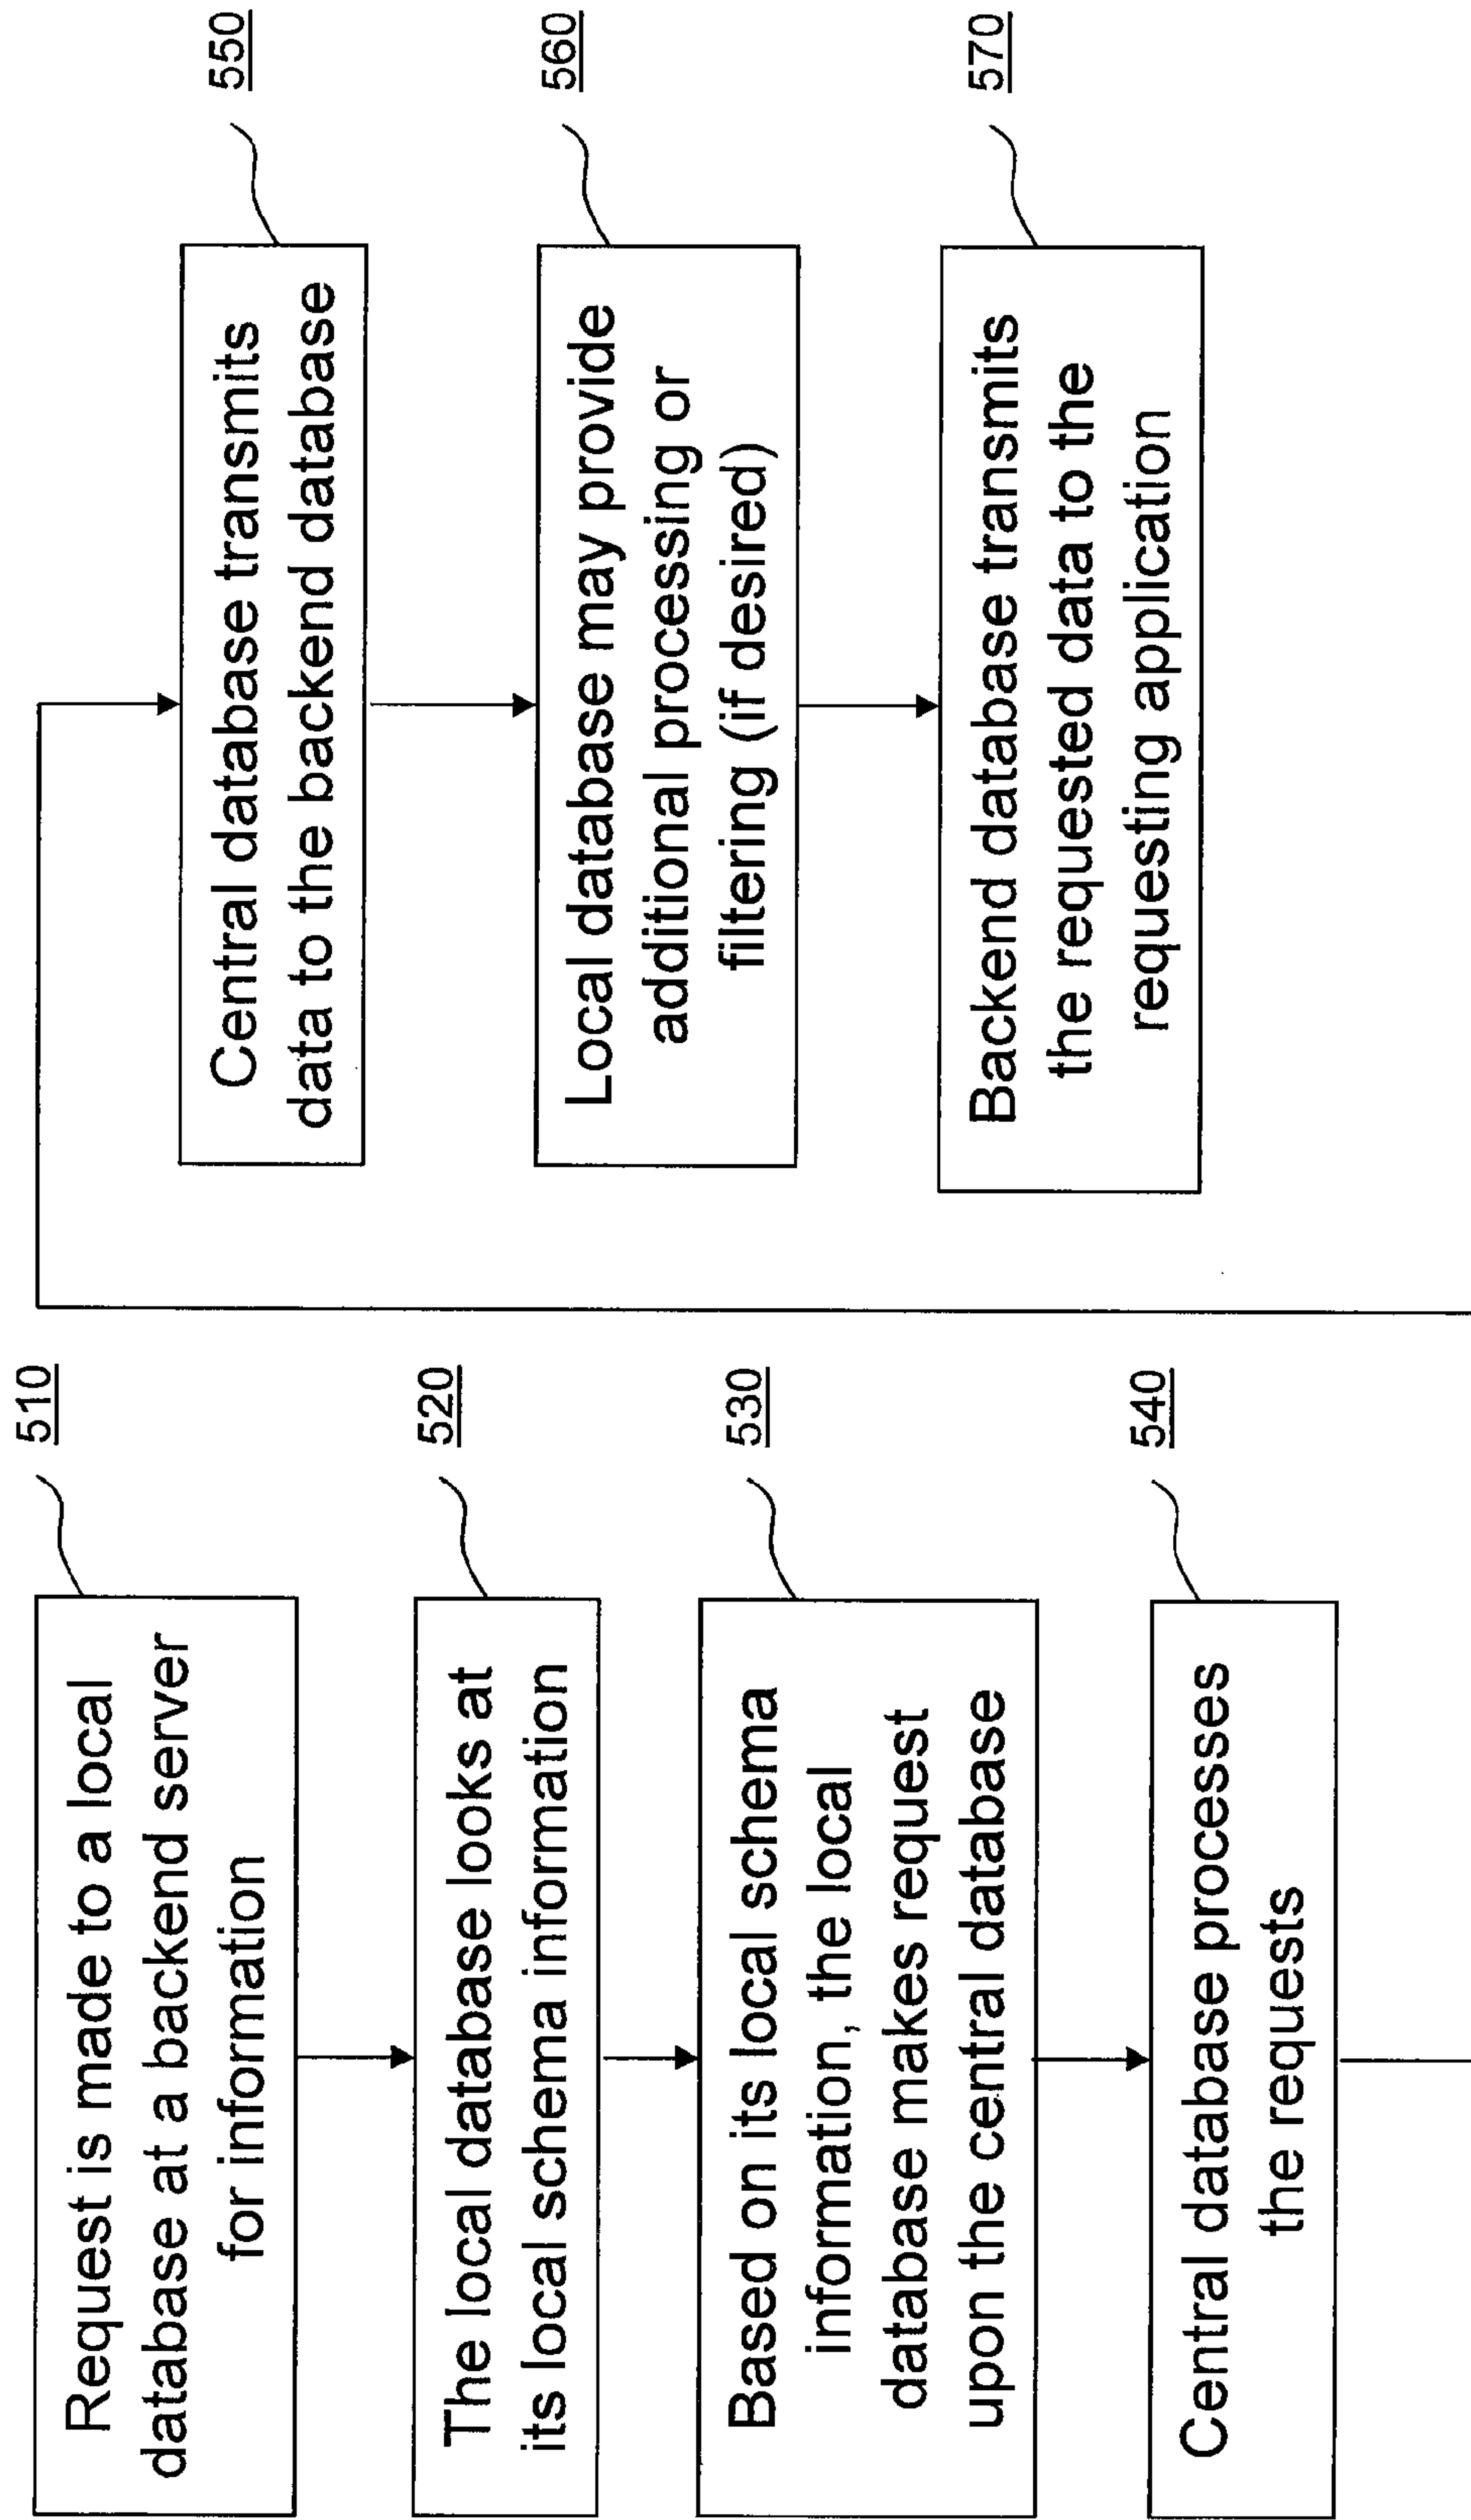 510
Request is made to a local
database at a backend server
for information
520
The local database looks at
its local schema information
530
Based on its local schema
information, the local
database makes request
upon the central database
540
Central database processes
the requests
550
Central database transmits
data to the backend database
560
Local database may provide
additional processing or
filtering (if desired)
570
Backend database transmits
the requested data to the
requesting application